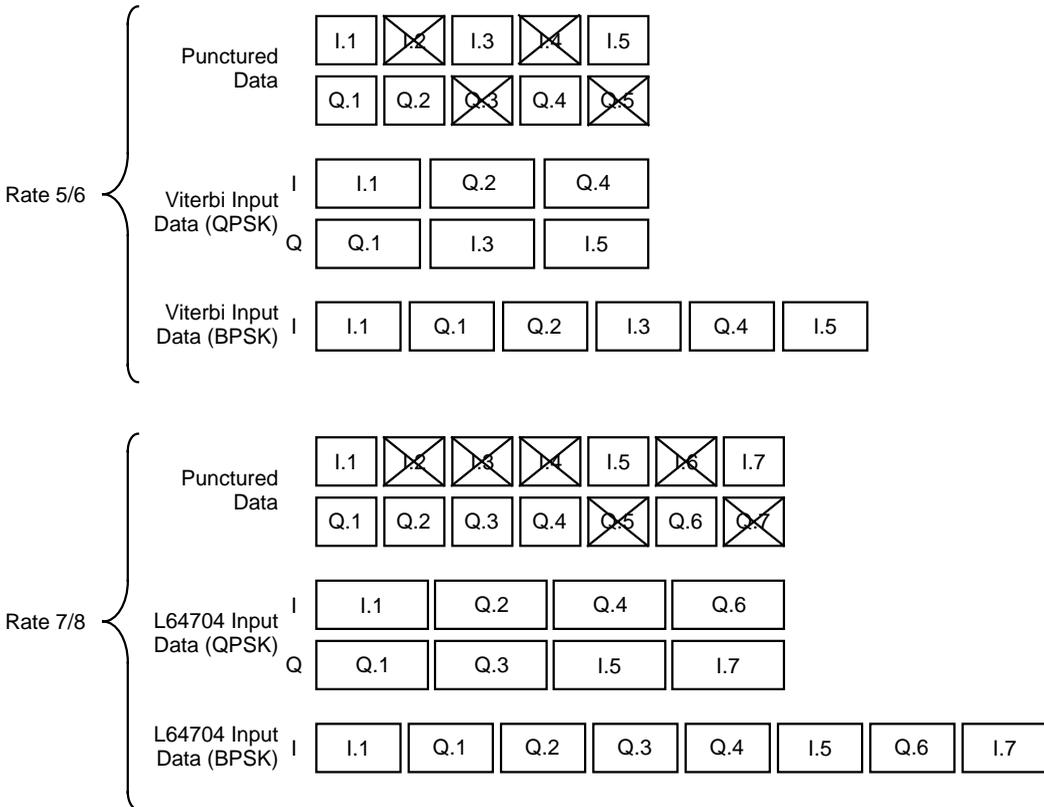 Rate 5/6
Punctured
Data
I.1 I.2 I.3 I.4 I.5
Q.1 Q.2 Q.3 Q.4 Q.5
Viterbi Input
Data (QPSK)
I I.1 Q.2 Q.4
Q Q.1 I.3 I.5
Viterbi Input
Data (BPSK)
I I.1 Q.1 Q.2 I.3 Q.4 I.5
Rate 7/8
Punctured
Data
I.1 I.2 I.3 I.4 I.5 I.6 I.7
Q.1 Q.2 Q.3 Q.4 Q.5 Q.6 Q.7
L64704 Input
Data (QPSK)
I I.1 Q.2 Q.4 Q.6
Q Q.1 Q.3 I.5 I.7
L64704 Input
Data (BPSK)
I I.1 Q.1 Q.2 Q.3 Q.4 I.5 Q.6 I.7